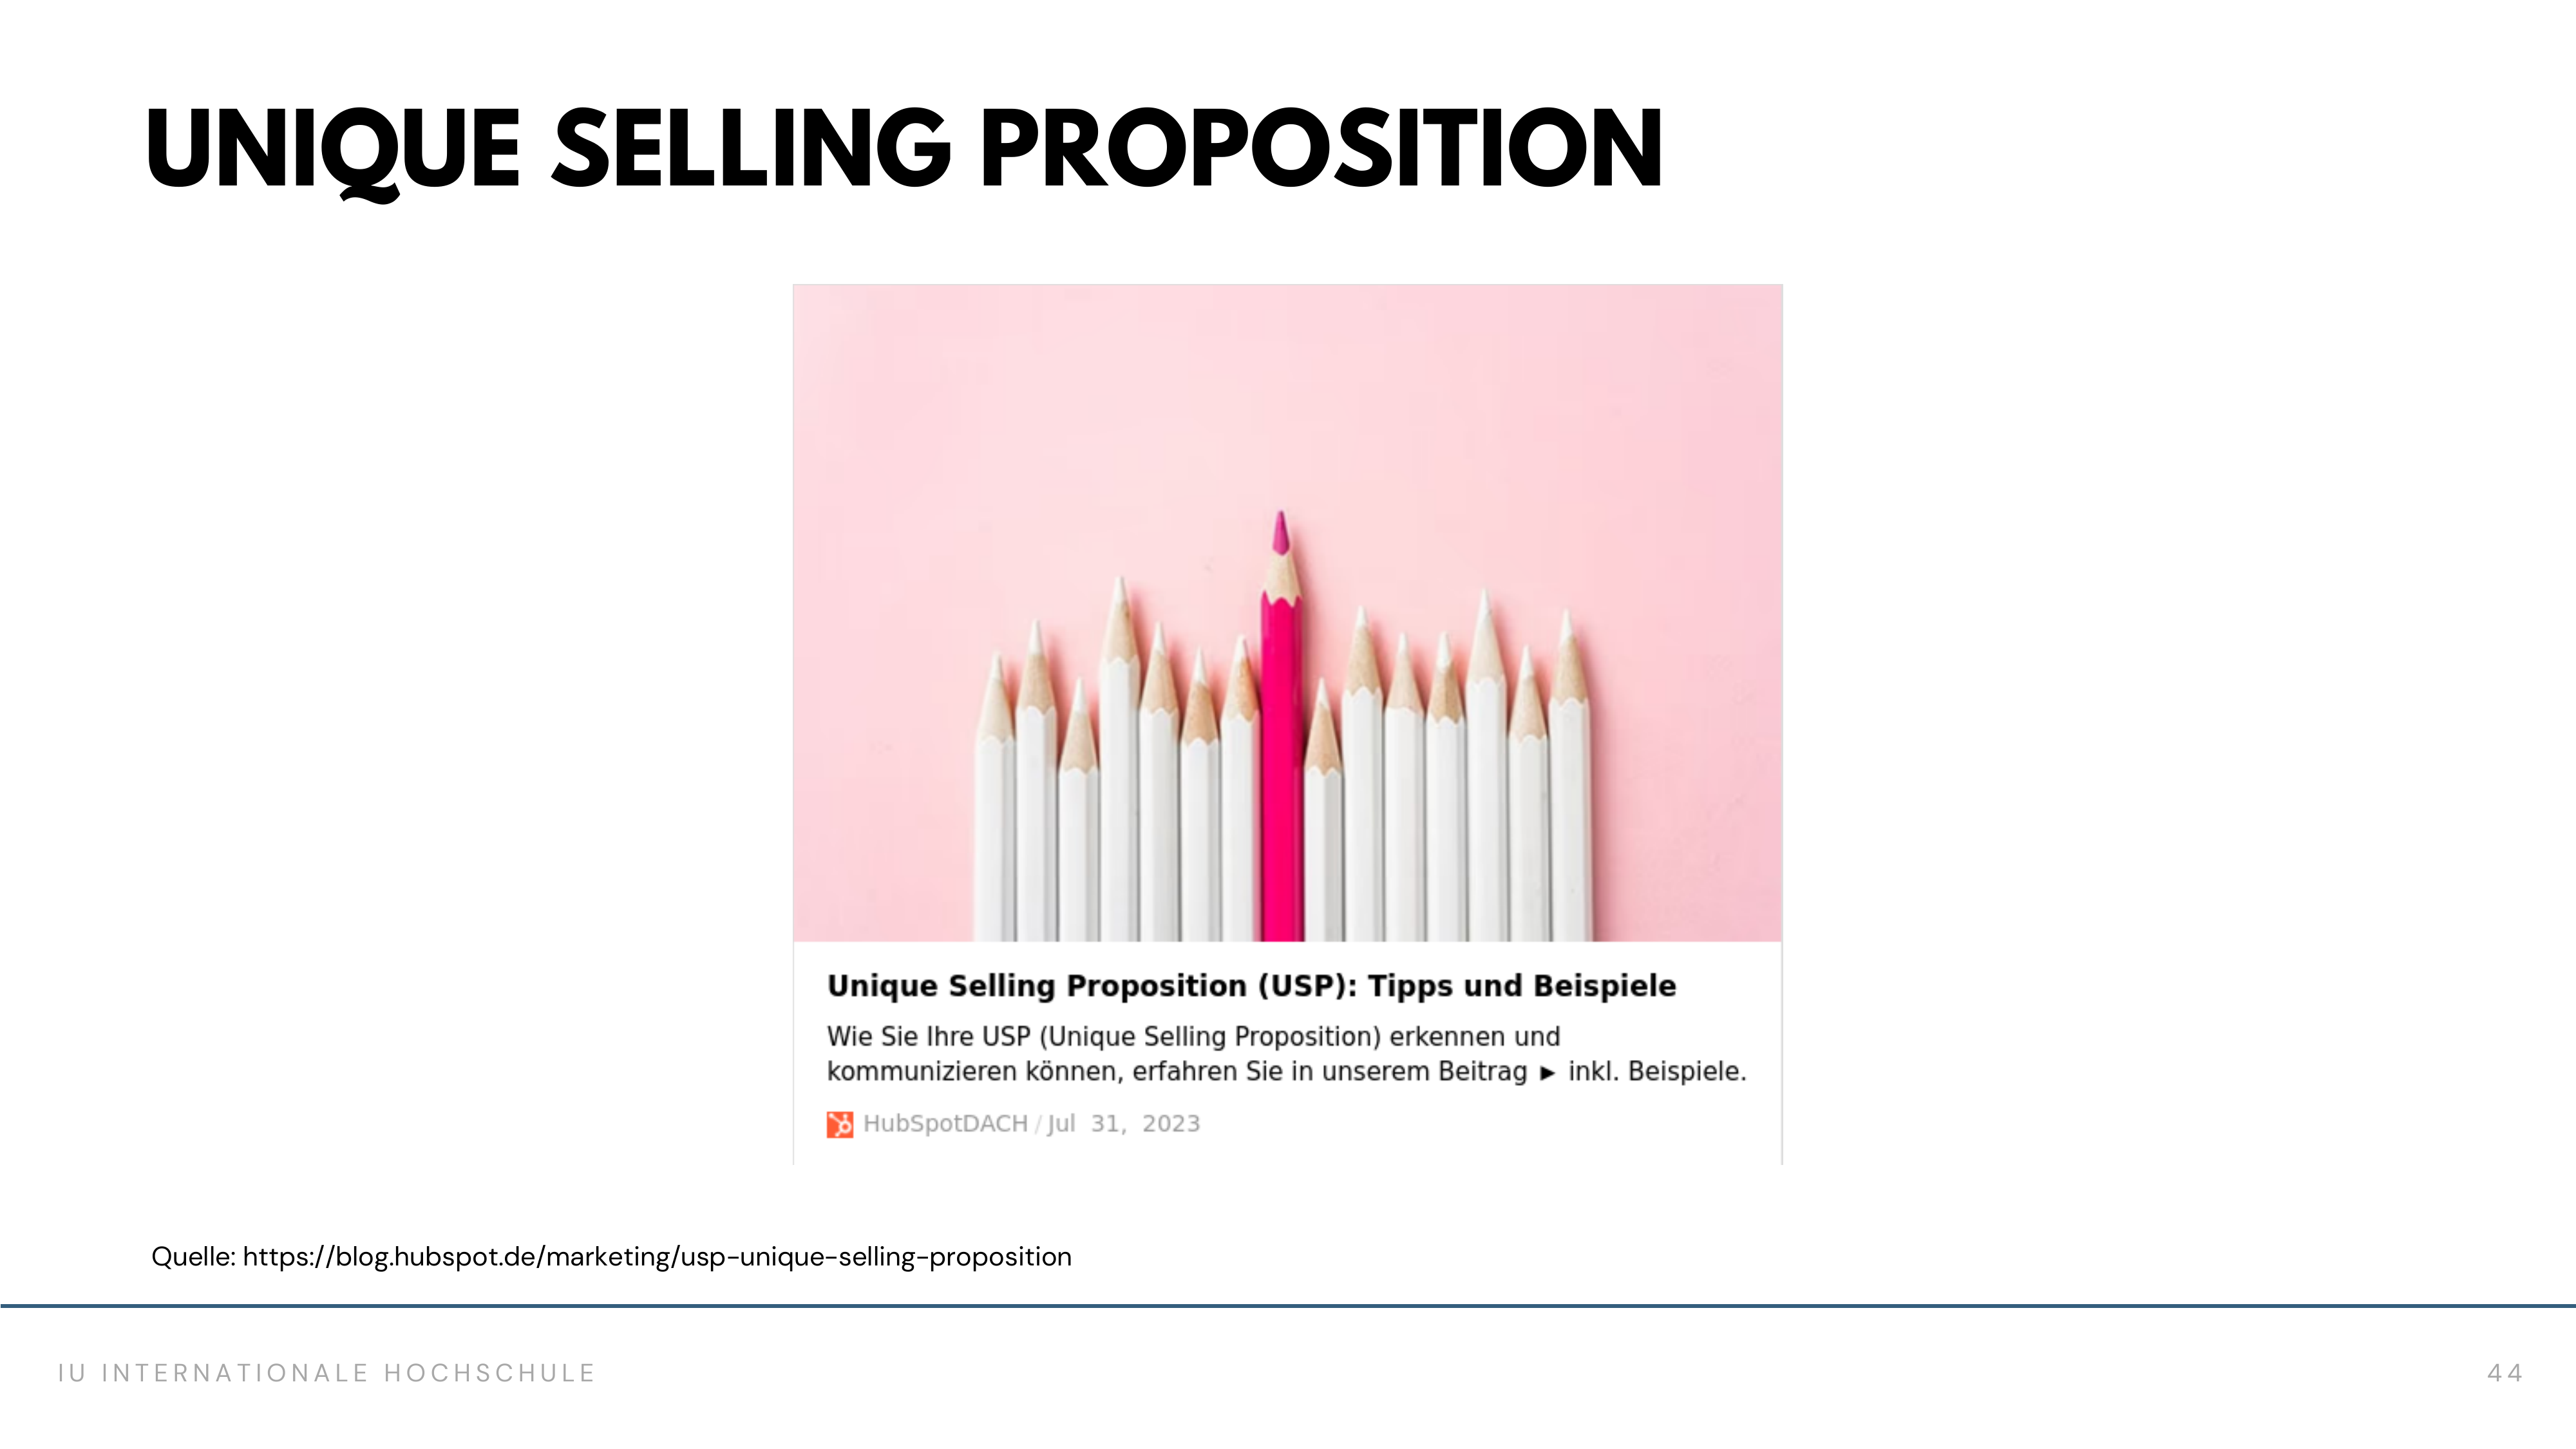 UNIQUE SELLING PROPOSITION
Unique Selling Proposition (USP): Tipps und Beispiele
Wie Sie Ihre USP (Unique Selling Proposition) erkennen und
kommunizieren können, erfahren Sie in unserem Beitrag ► inkl. Beispiele.
HubSpotDACH / Jul 31, 2023
Quelle: https://blog.hubspot.de/marketing/usp-unique-selling-proposition
IU INTERNATIONALE HOCHSCHULE
44